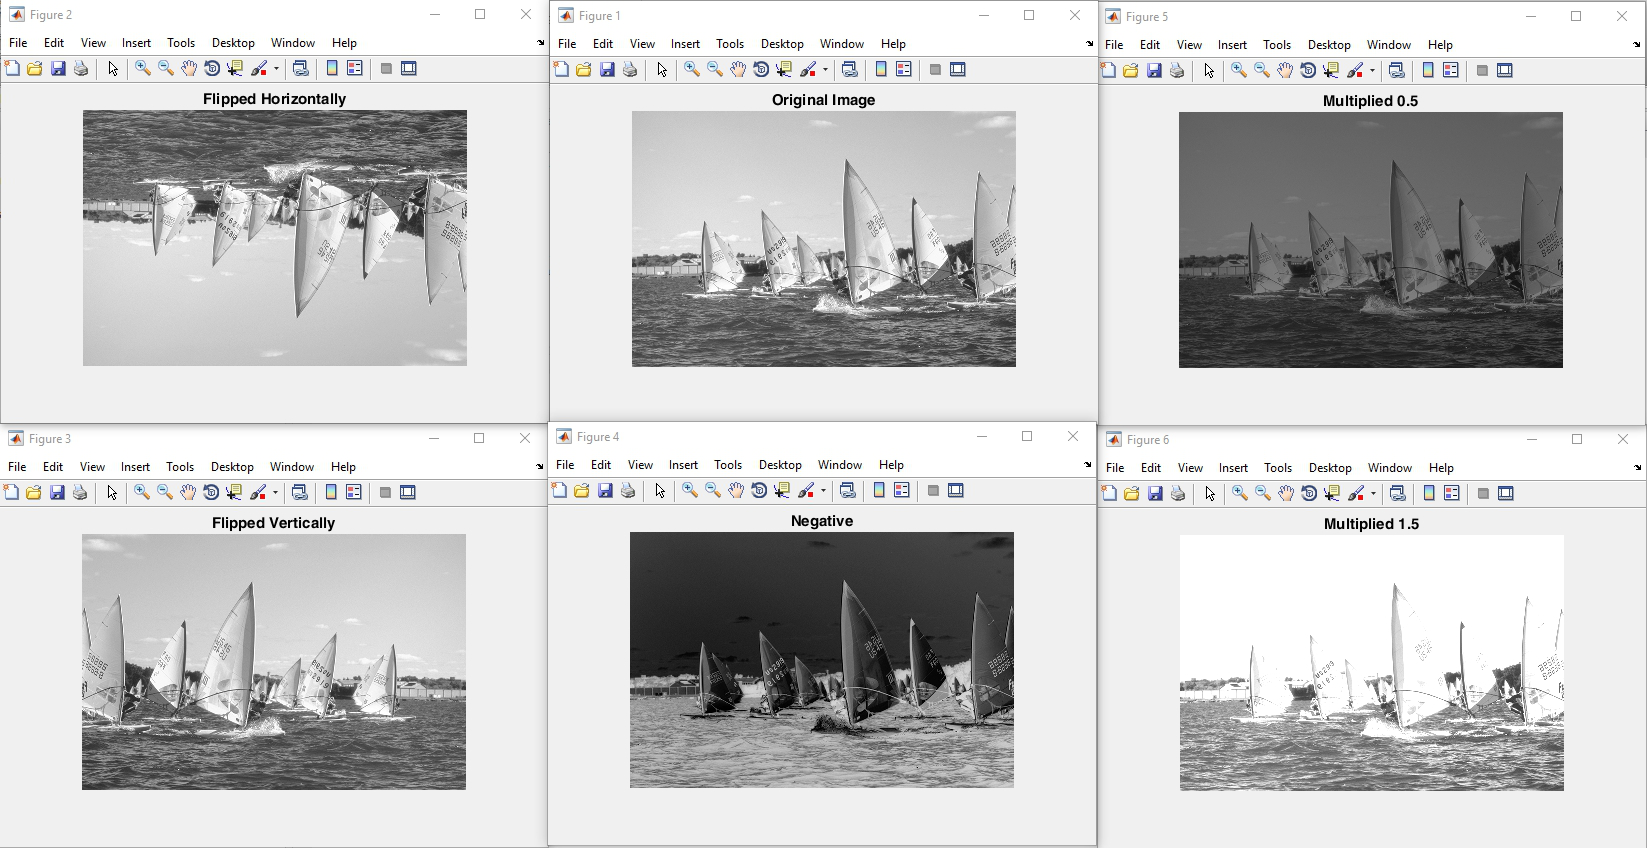 Figure 2
File Edit View Insert Tools Desktop Window Help
Flipped Horizontally
Figure 1
File Edit View Insert Tools Desktop Window Help
Original Image
Figure 5
File Edit View Insert Tools Desktop Window Help
Multiplied 0.5
Figure 3
File Edit View Insert Tools Desktop Window Help
Flipped Vertically
Figure 4
File Edit View Insert Tools Desktop Window Help
Negative
Figure 6
File Edit View Insert Tools Desktop Window Help
Multiplied 1.5